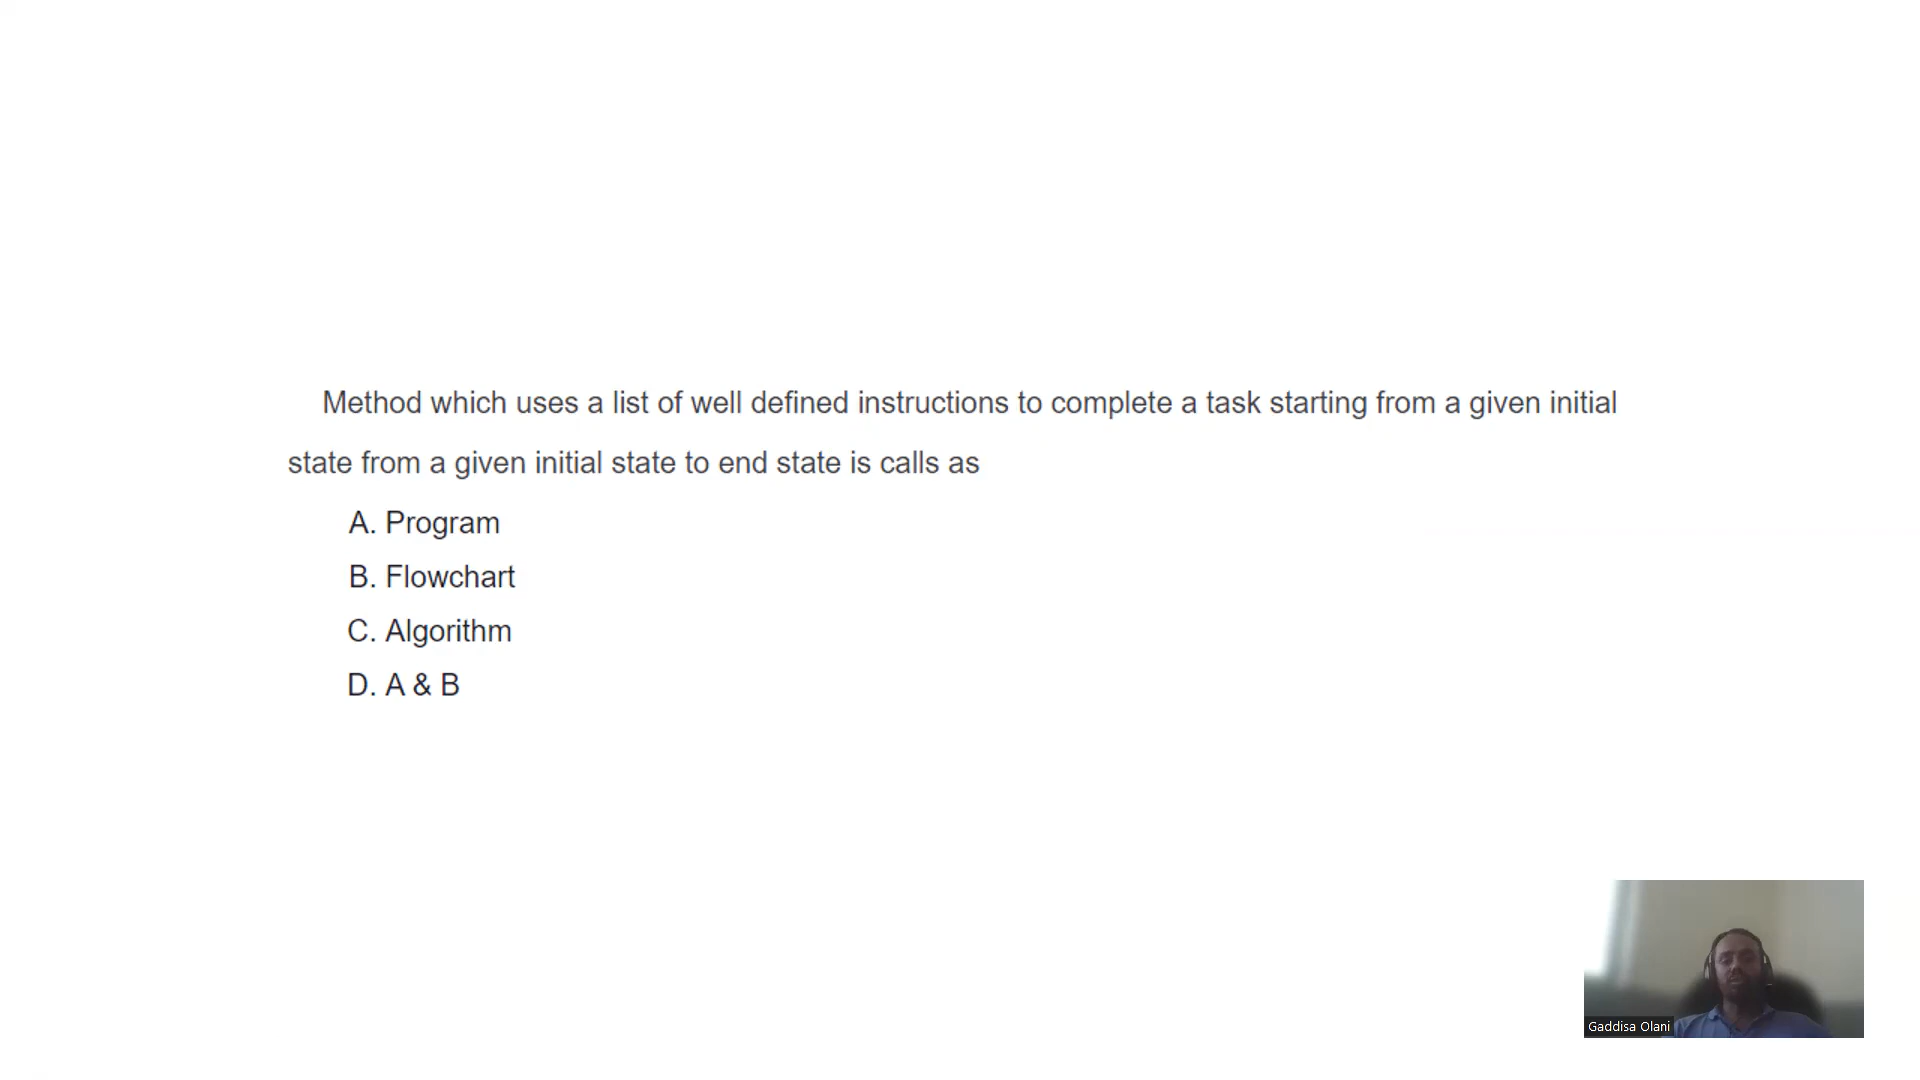 Method which uses a list of well defined instructions to complete a task starting from a given initial
state from a given initial state to end state is calls as
A. Program
B. Flowchart
C. Algorithm
D. A & B
Gaddisa Olani